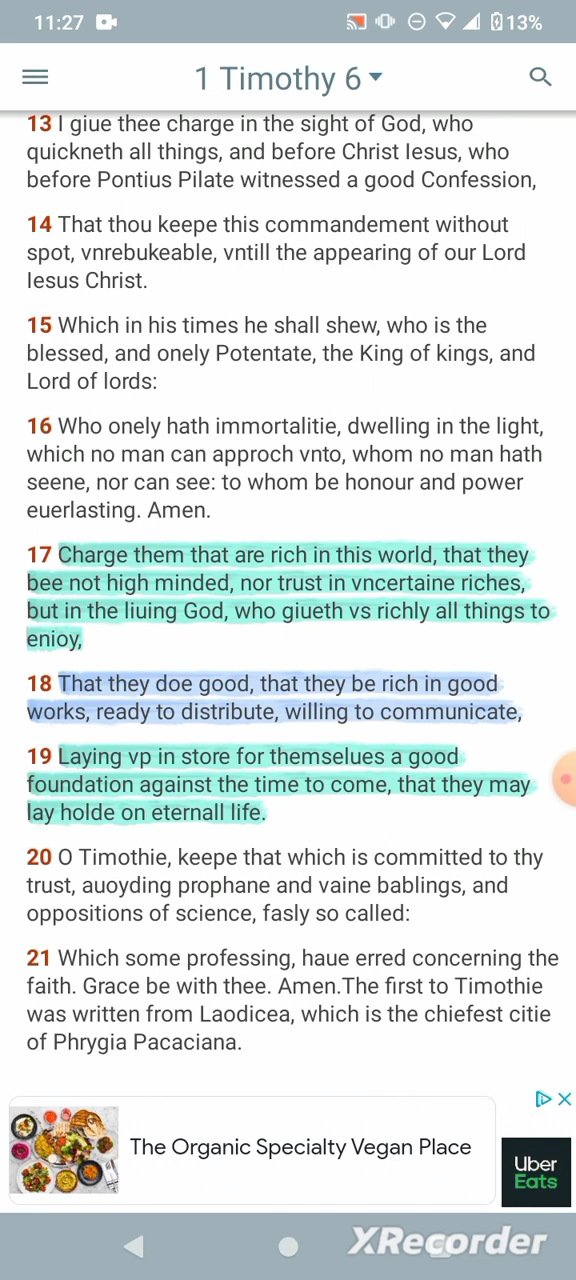 11:27
13%
1 Timothy 6
13 I giue thee charge in the sight of God, who
quickneth all things, and before Christ Iesus, who
before Pontius Pilate witnessed a good Confession,
14 That thou keepe this commandement without
spot, vnrebukeable, vntill the appearing of our Lord
Iesus Christ.
15 Which in his times he shall shew, who is the
blessed, and onely Potentate, the King of kings, and
Lord of lords:
16 Who onely hath immortalitie, dwelling in the light,
which no man can approch vnto, whom no man hath
seene, nor can see: to whom be honour and power
euerlasting. Amen.
17 Charge them that are rich in this world, that they
bee not high minded, nor trust in vncertaine riches,
but in the liuing God, who giueth vs richly all things to
enioy,
18 That they doe good, that they be rich in good
works, ready to distribute, willing to communicate,
19 Laying vp in store for themselues a good
foundation against the time to come, that they may
lay holde on eternall life.
20 O Timothie, keepe that which is committed to thy
trust, auoyding prophane and vaine bablings, and
oppositions of science, fasly so called:
21 Which some professing, haue erred concerning the
faith. Grace be with thee. Amen.The first to Timothie
was written from Laodicea, which is the chiefest citie
of Phrygia Pacaciana.
The Organic Specialty Vegan Place
Uber
Eats
XRecorder